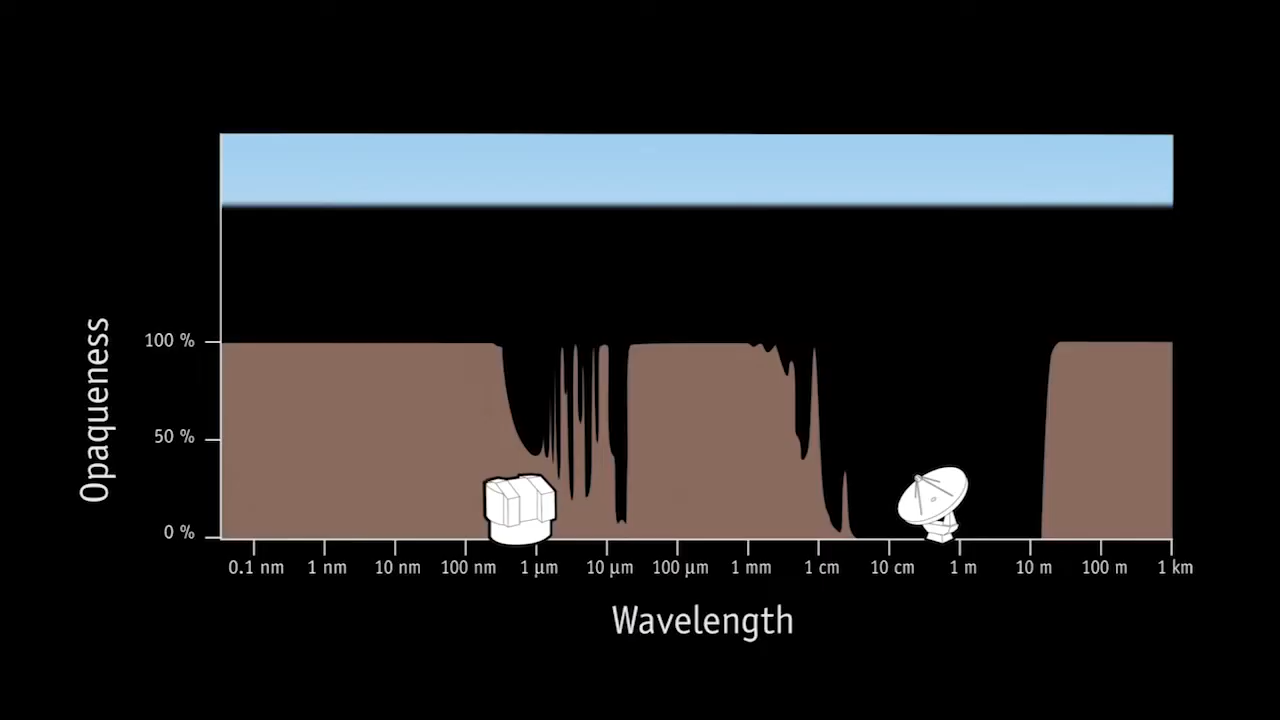 Opaqueness
100 %
50 %
0 %
0.1 nm 1 nm 10 nm 100 nm 1 µm 10 µm 100 µm 1 mm 1 cm 10 cm 1 m 10 m 100 m 1 km
Wavelength